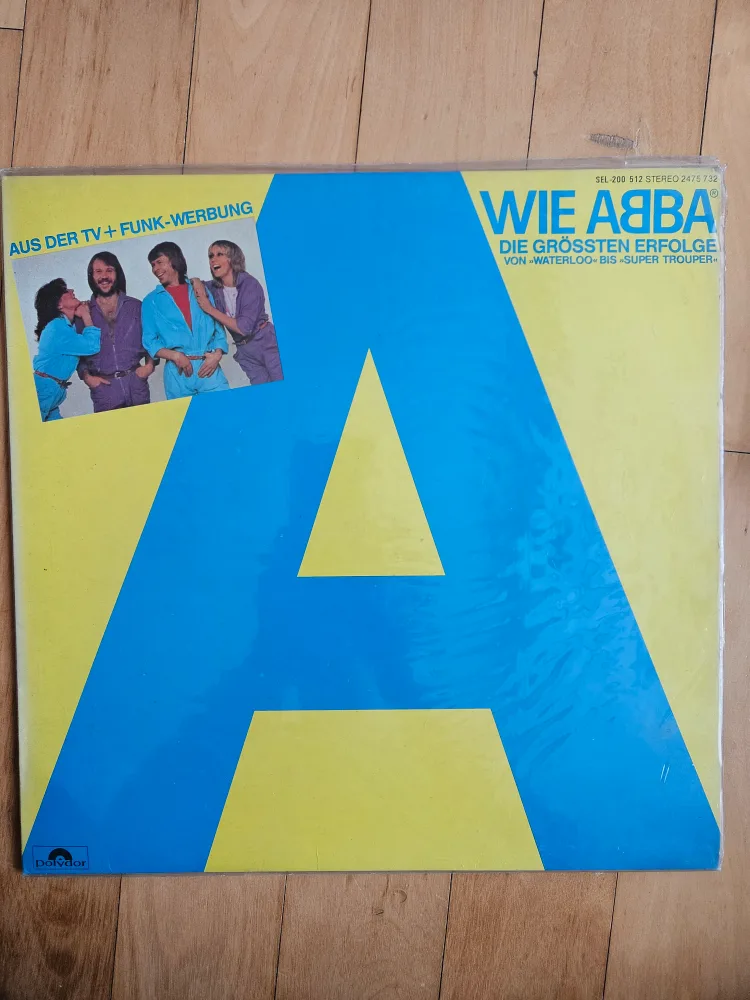 SEL-200 512 STEREO 2475 732
WIE AᗺBA®
DIE GRÖSSTEN ERFOLGE
VON »WATERLOO« BIS »SUPER TROUPER«
AUS DER TV + FUNK-WERBUNG
A
Polydor